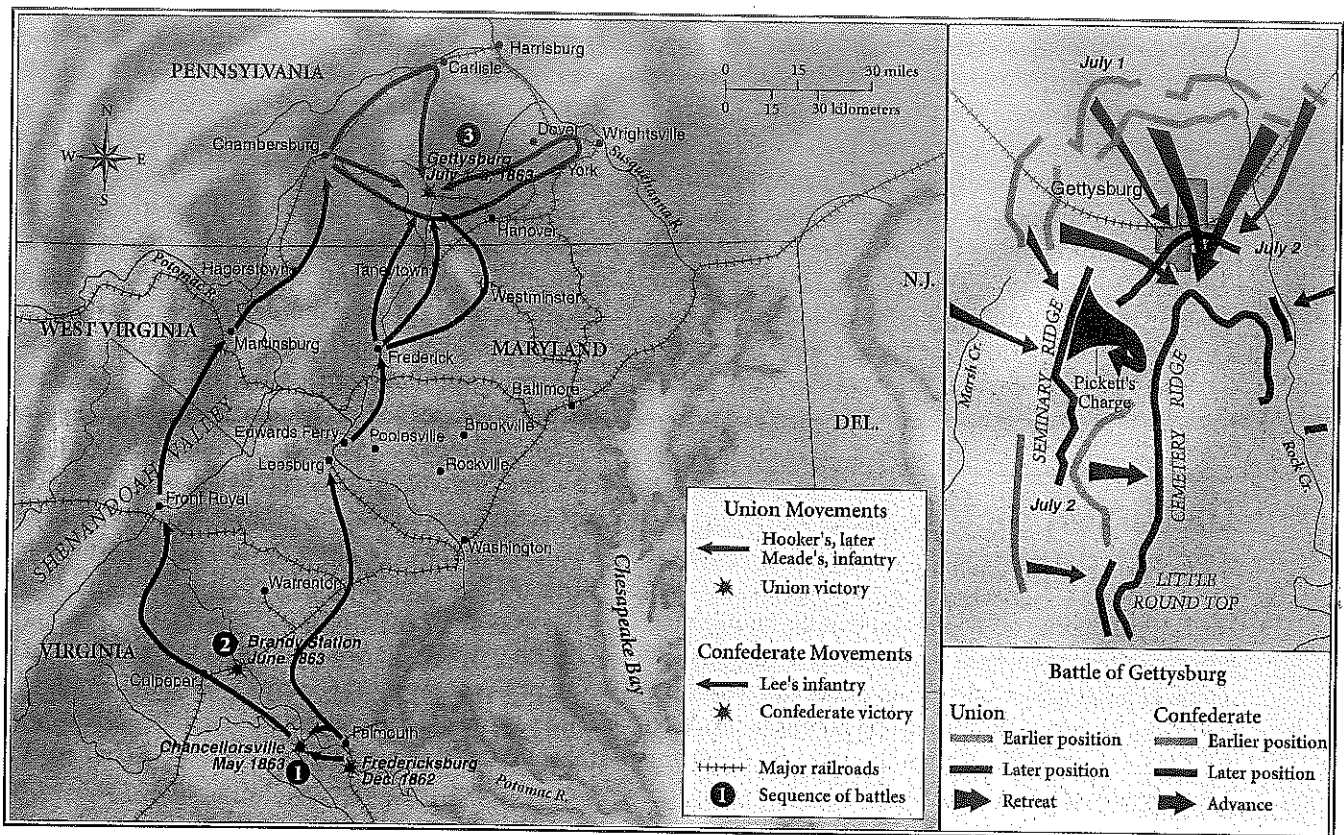 Harrisburg
Carlisle
PENNSYLVANIA
0 15 30 miles
0 15 30 kilometers
N
W E
S
3
Dover
Wrightsville
Chambersburg
Gettysburg
July 1-3, 1863
York
Susquehanna R.
Hanover
Potomac R.
Hagerstown
Taneytown
Westminster
N.J.
WEST VIRGINIA
Martinsburg
Frederick
MARYLAND
Baltimore
DEL.
SHENANDOAH VALLEY
Edwards Ferry
Poolesville
Brookville
Leesburg
Rockville
Front Royal
Washington
Warrenton
Chesapeake Bay
2
Brandy Station
June 1863
VIRGINIA
Culpeper
Falmouth
Chancellorsville
May 1863
1
Fredericksburg
Dec. 1862
Potomac R.
Union Movements
Hooker's, later
Meade's, infantry
Union victory
Confederate Movements
Lee's infantry
Confederate victory
Major railroads
1 Sequence of battles
July 1
Gettysburg
July 2
Marsh Cr.
SEMINARY RIDGE
Pickett's
Charge
CEMETERY RIDGE
Rock Cr.
July 2
LITTLE
ROUND TOP
Battle of Gettysburg
Union
Earlier position
Later position
Retreat
Confederate
Earlier position
Later position
Advance